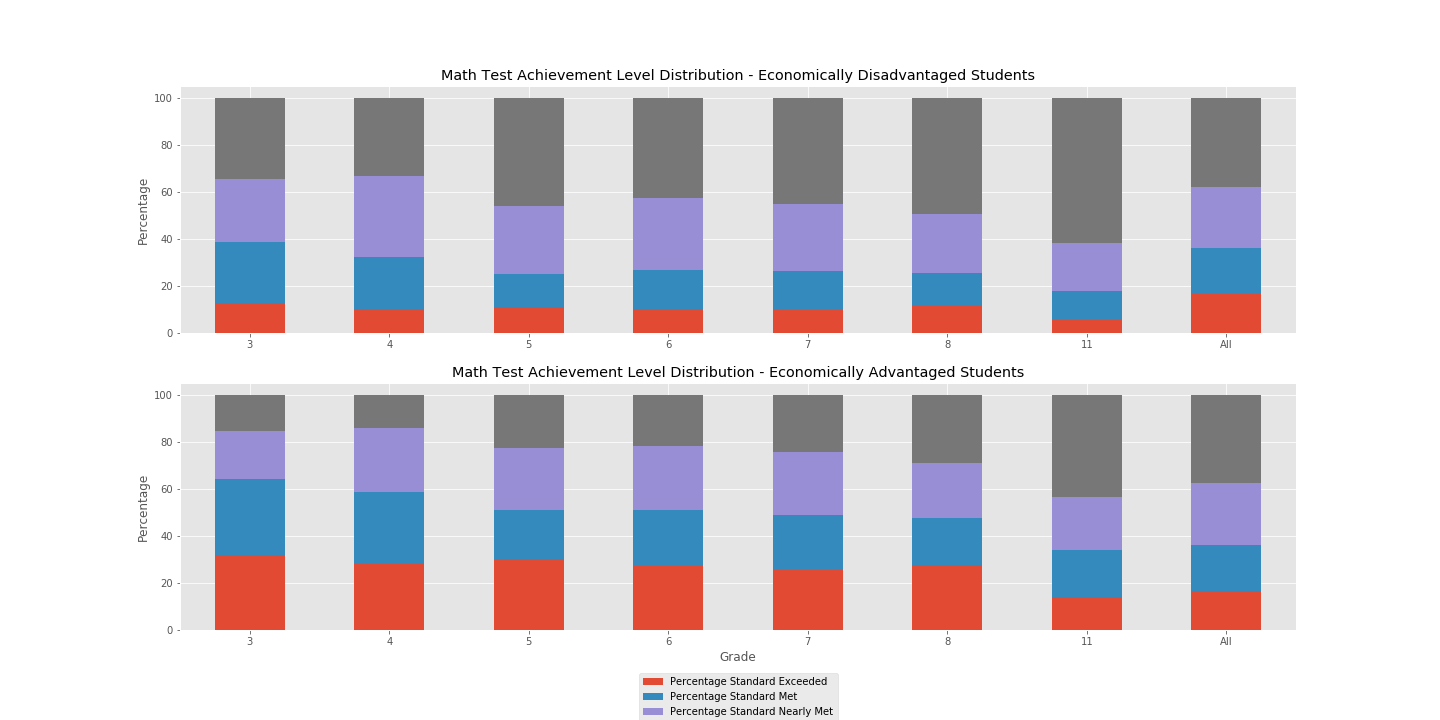 Math Test Achievement Level Distribution - Economically Disadvantaged Students
Percentage
100
80
60
40
20
0
3 4 5 6 7 8 11 All
Math Test Achievement Level Distribution - Economically Advantaged Students
Percentage
100
80
60
40
20
0
3 4 5 6 7 8 11 All
Grade
Percentage Standard Exceeded
Percentage Standard Met
Percentage Standard Nearly Met